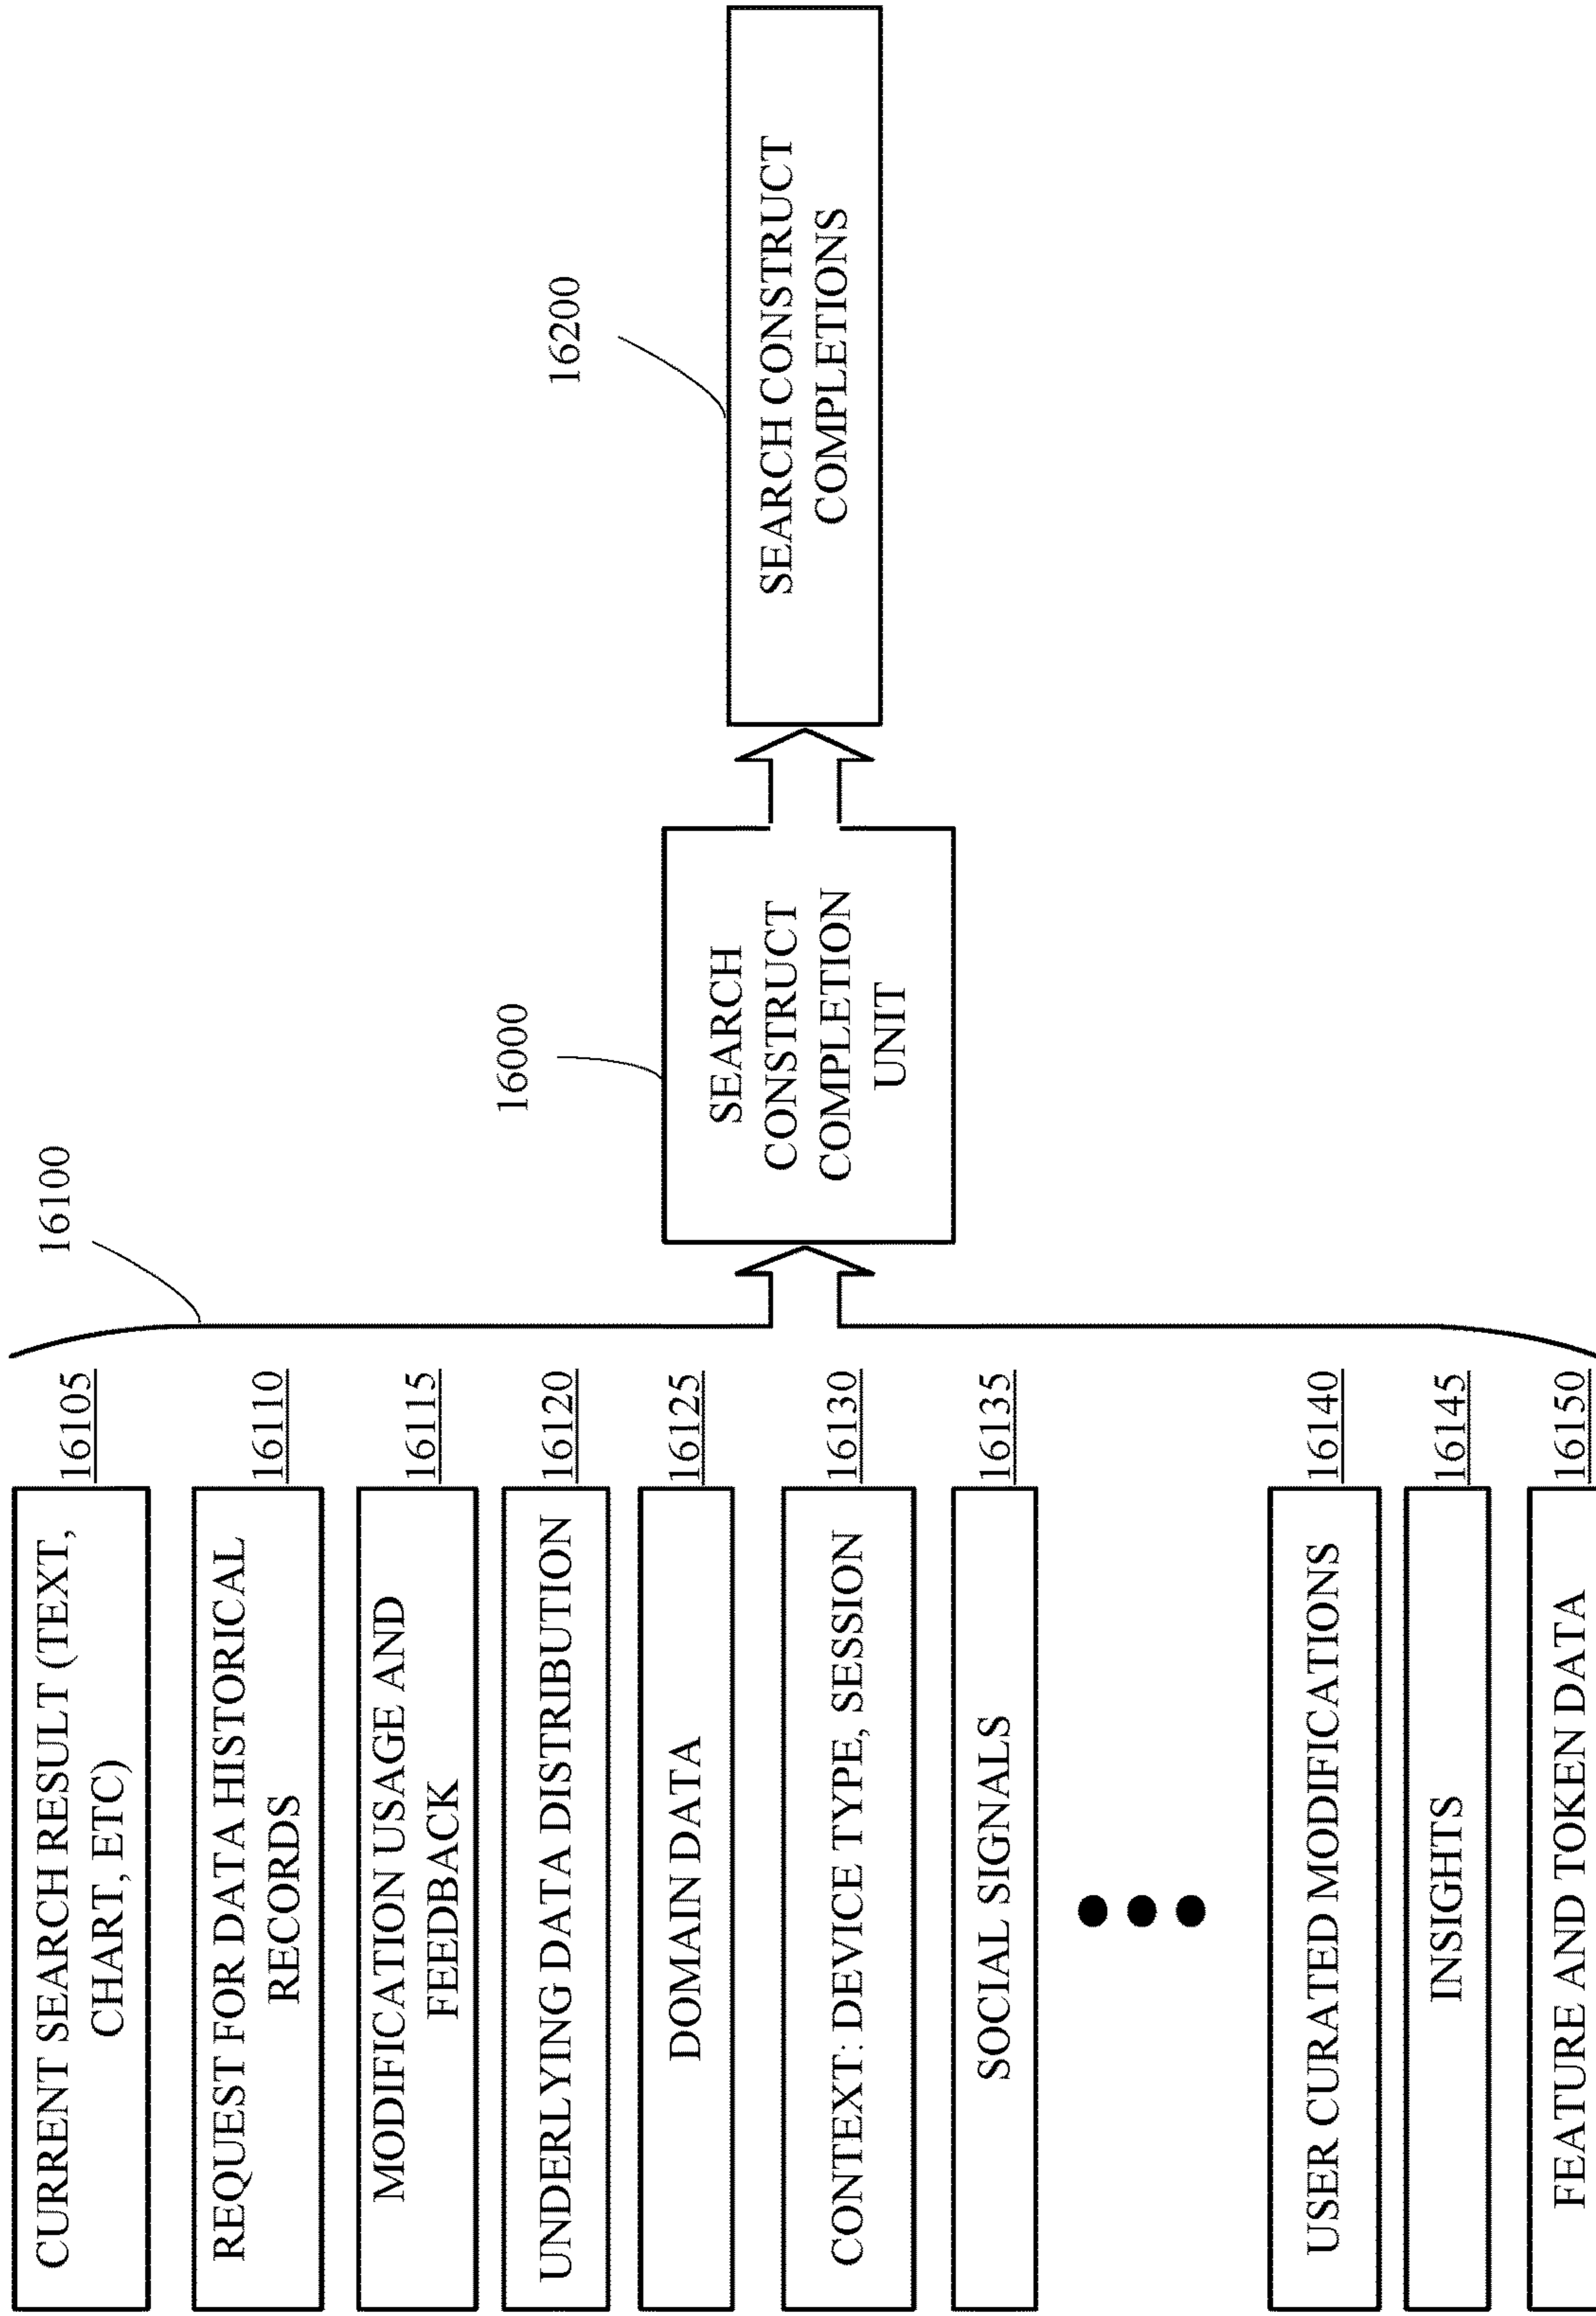 CURRENT SEARCH RESULT (TEXT,
CHART, ETC)
16105
REQUEST FOR DATA HISTORICAL
RECORDS
16110
MODIFICATION USAGE AND
FEEDBACK
16115
UNDERLYING DATA DISTRIBUTION
16120
DOMAIN DATA
16125
CONTEXT: DEVICE TYPE, SESSION
16130
SOCIAL SIGNALS
16135
USER CURATED MODIFICATIONS
16140
INSIGHTS
16145
FEATURE AND TOKEN DATA
16150
16100
16000
SEARCH
CONSTRUCT
COMPLETION
UNIT
16200
SEARCH CONSTRUCT
COMPLETIONS